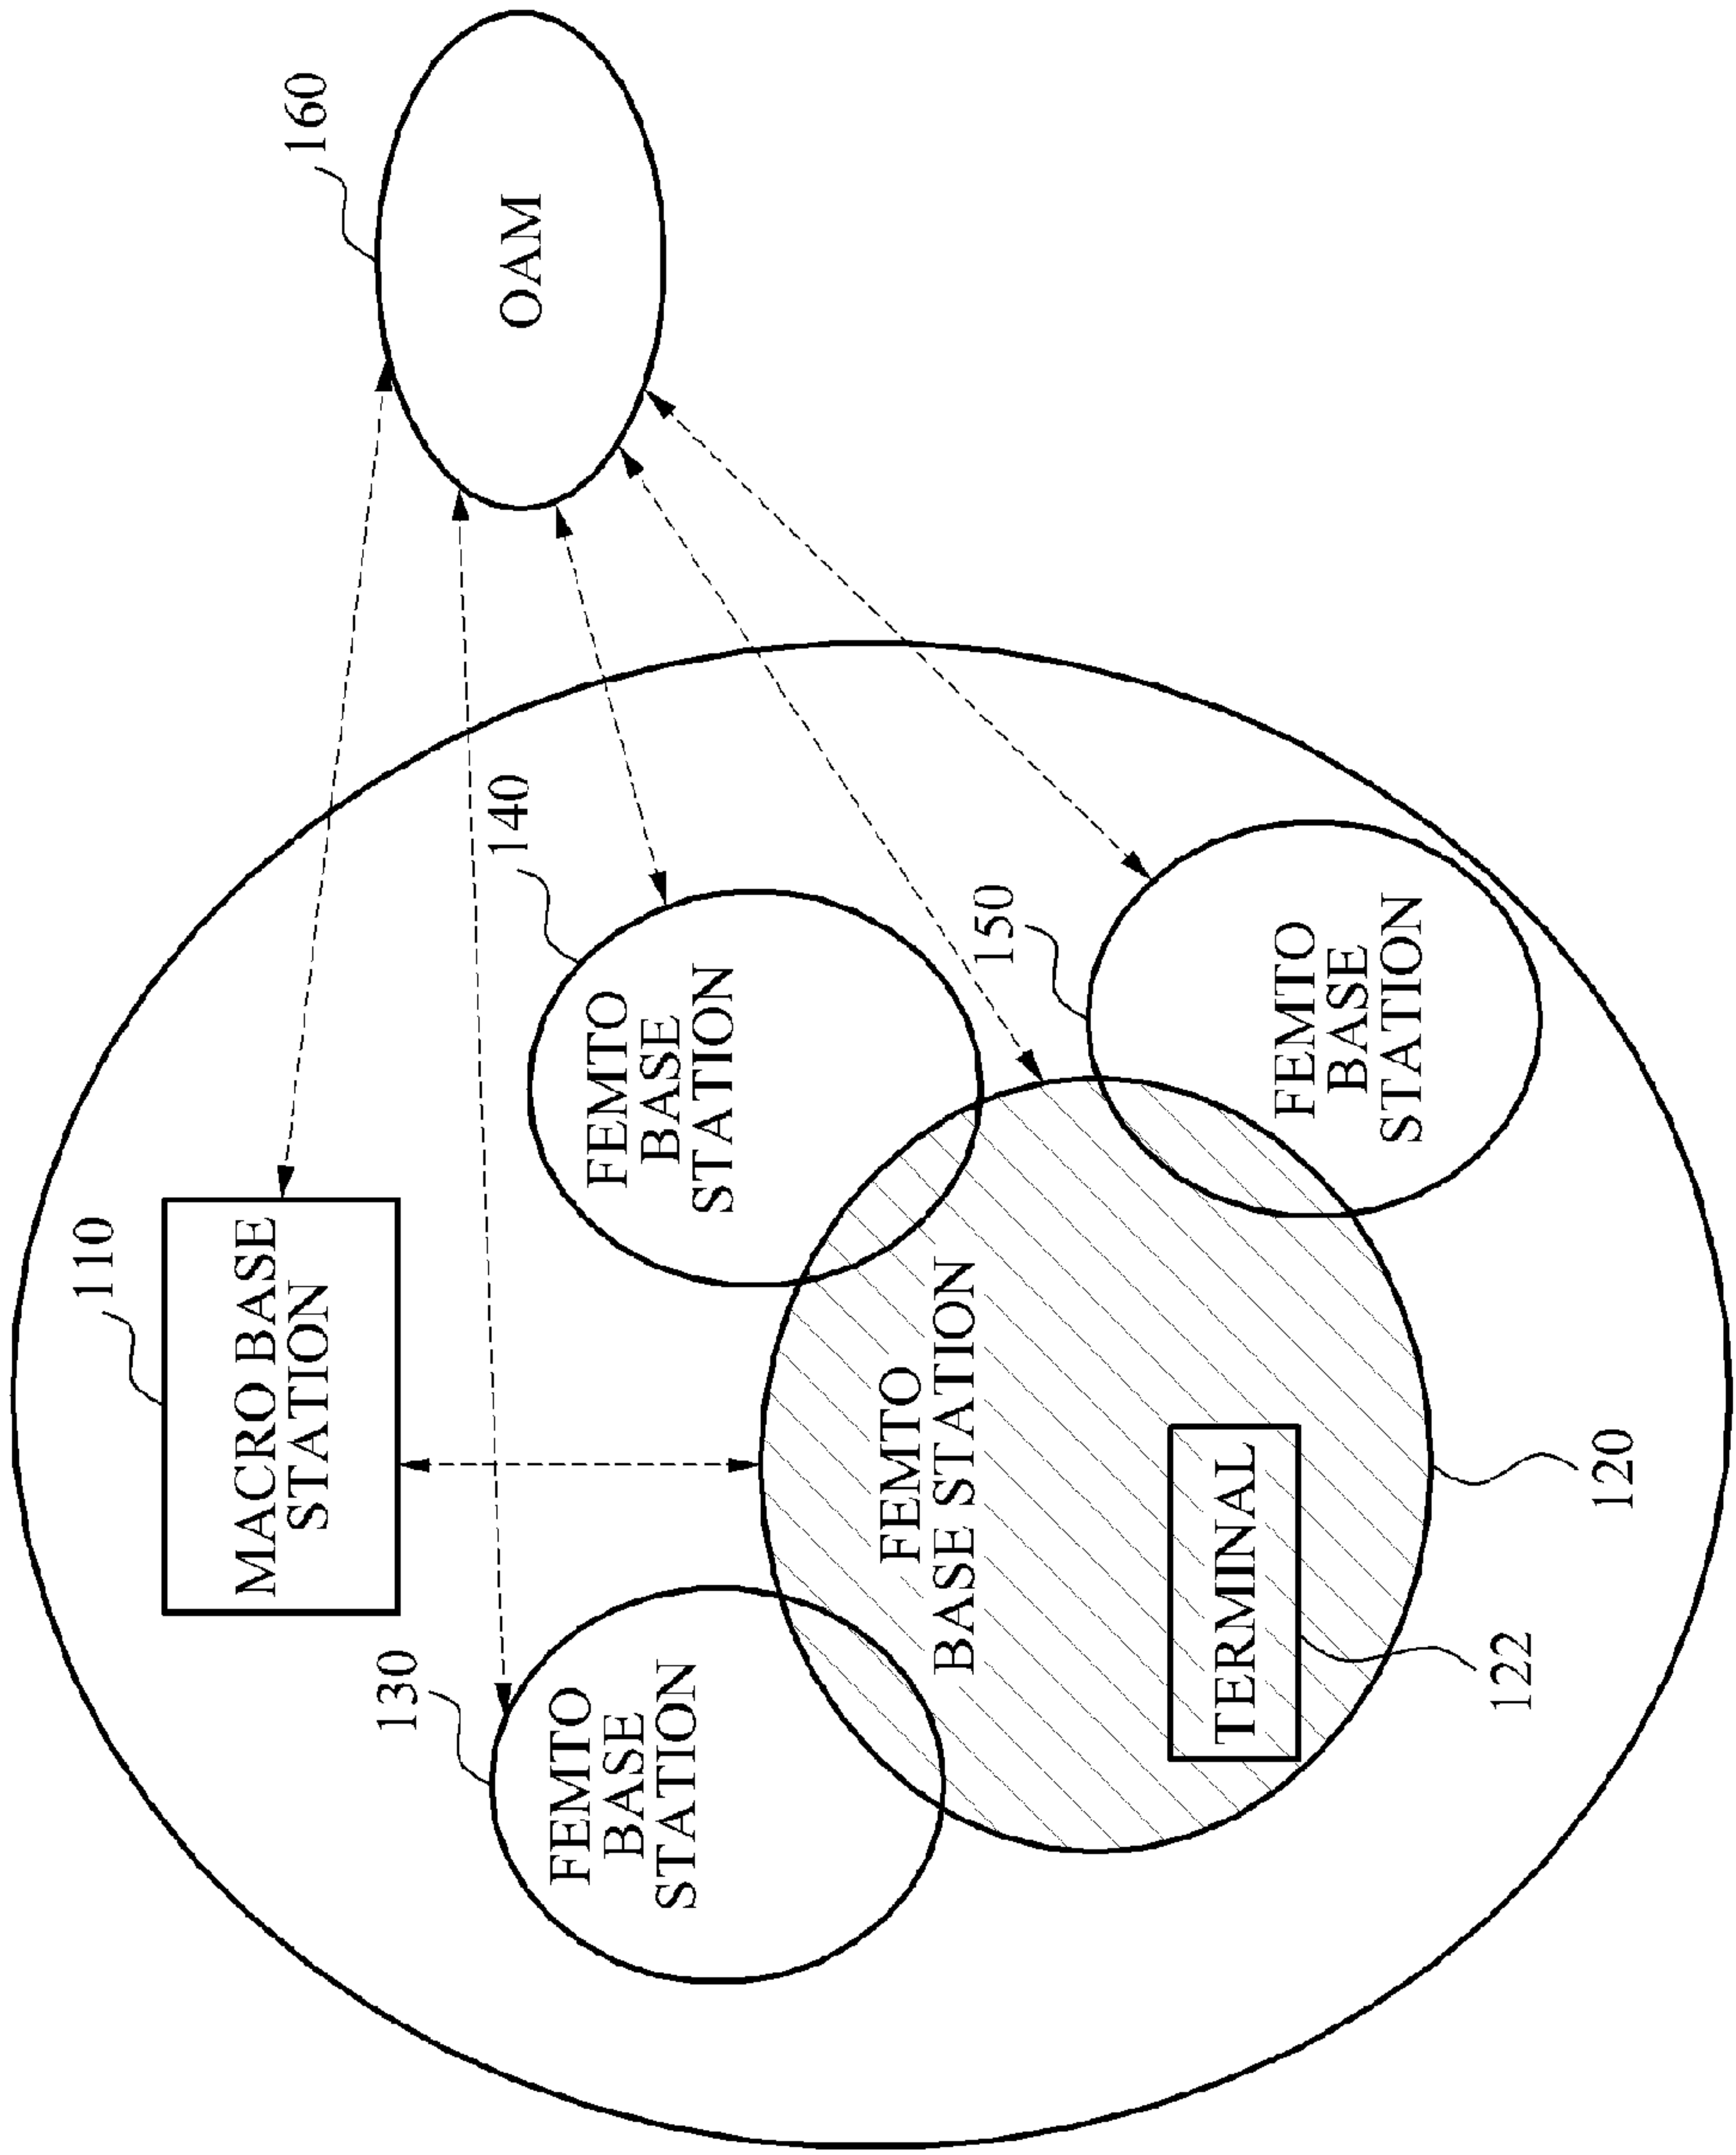 110
MACRO BASE
STATION
160
OAM
130
FEMTO
BASE
STATION
140
FEMTO
BASE
STATION
FEMTO
BASE STATION
150
FEMTO
BASE
STATION
TERMINAL
122
120